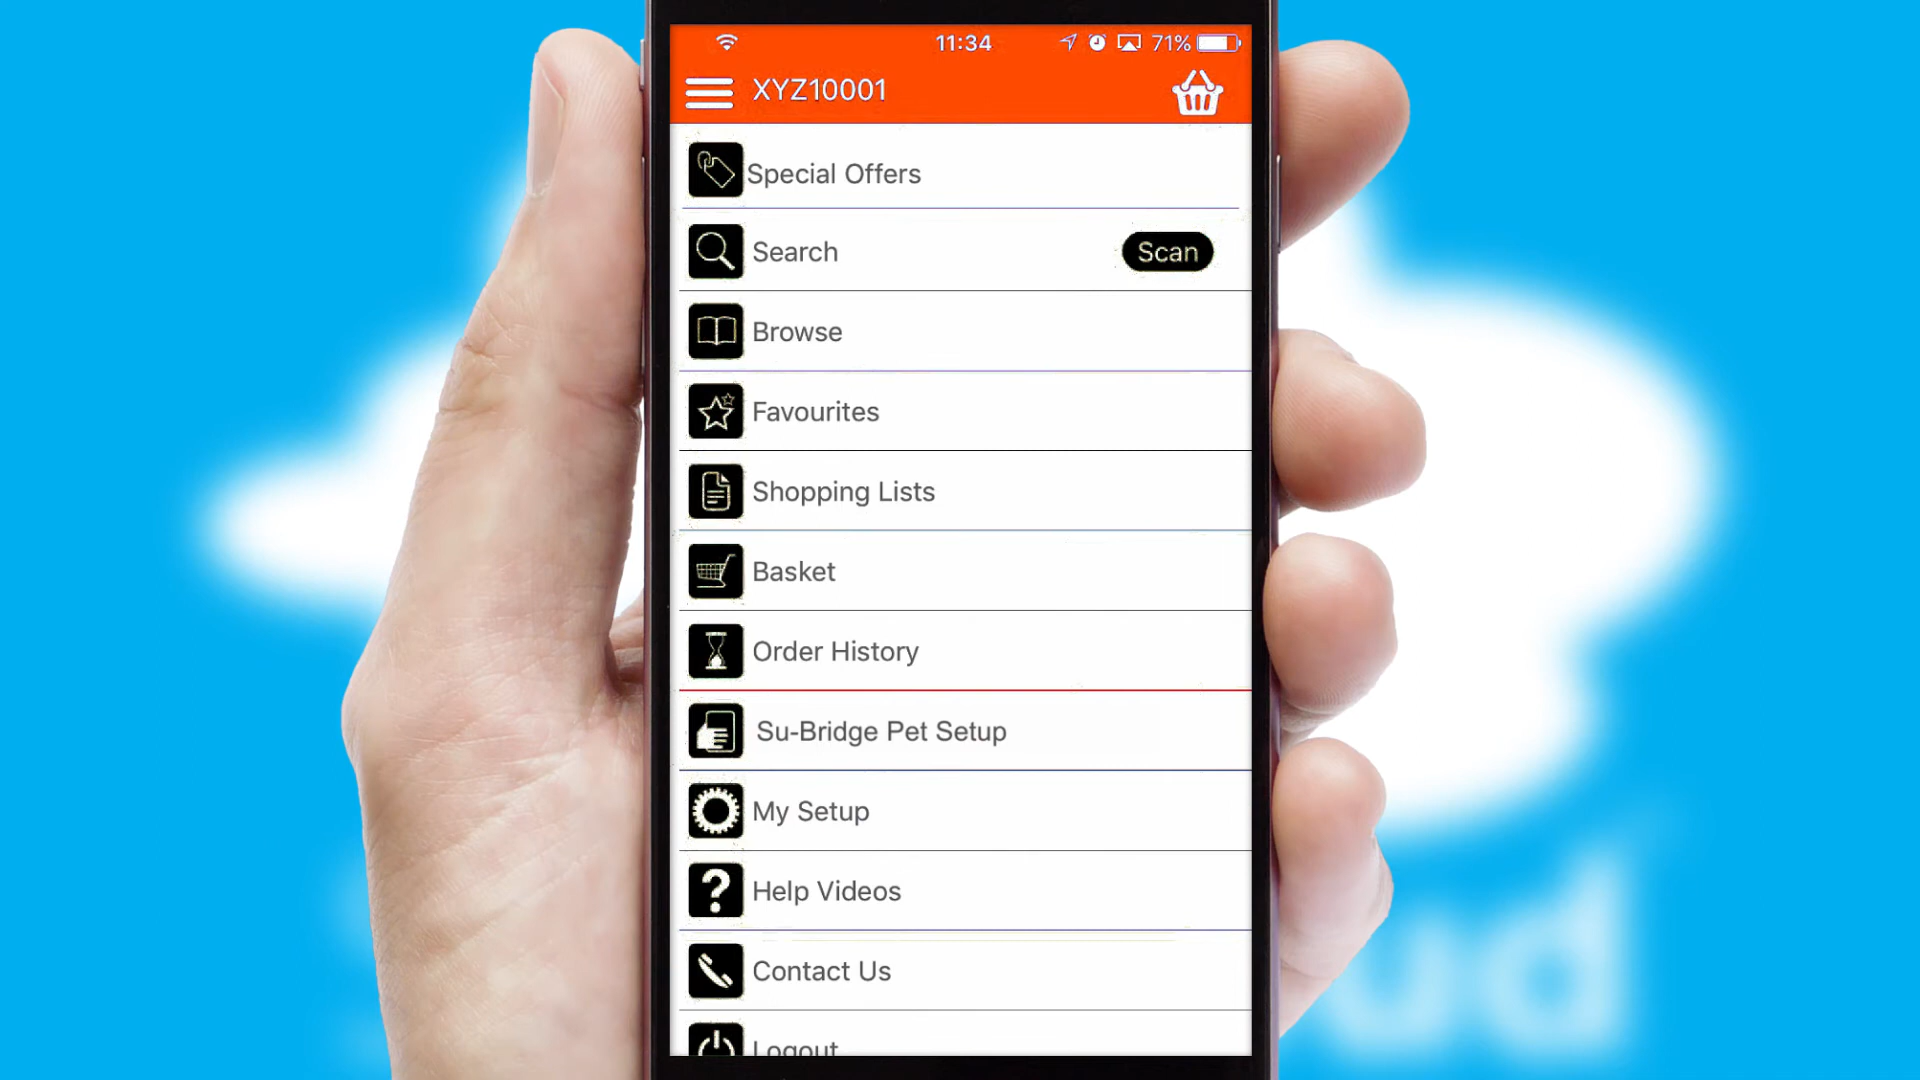 11:34 71%
XYZ10001
Special Offers
Search Scan
Browse
Favourites
Shopping Lists
Basket
Order History
Su-Bridge Pet Setup
My Setup
Help Videos
Contact Us
Logout
ud